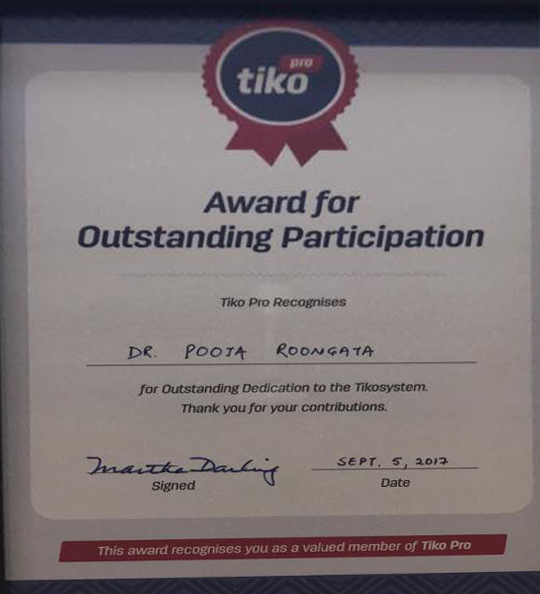 pro
tiko
Award for
Outstanding Participation
Tiko Pro Recognises
DR. POOJA ROONGATA
for Outstanding Dedication to the Tikosystem.
Thank you for your contributions.
Martha Darling
SEPT. 5, 2017
Signed
Date
This award recognises you as a valued member of Tiko Pro